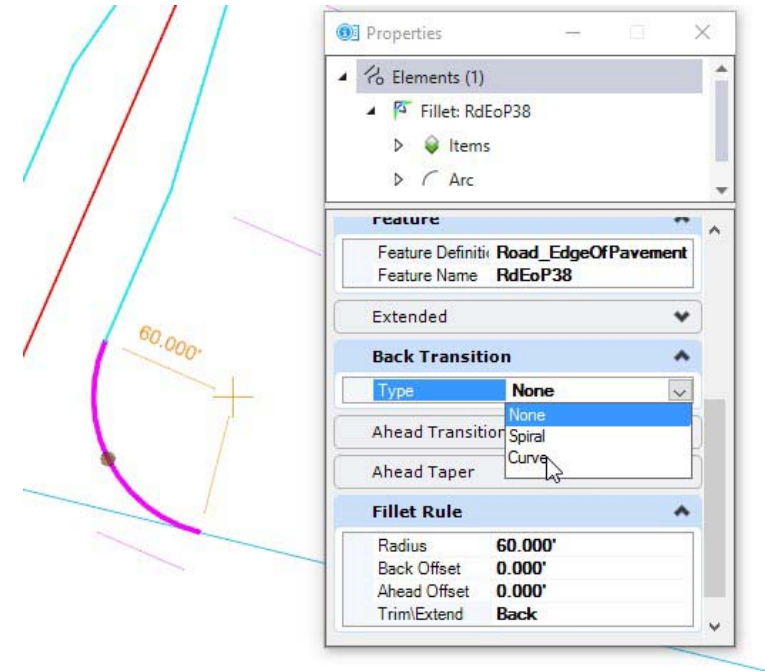 Properties
Elements (1)
Fillet: RdEoP38
Items
Arc
Feature
Feature Definiti Road_EdgeOfPavement
Feature Name RdEoP38
Extended
Back Transition
Type None
None
Spiral
Curve
Ahead Transition
Ahead Taper
Fillet Rule
Radius 60.000'
Back Offset 0.000'
Ahead Offset 0.000'
Trim\Extend Back
60.000'